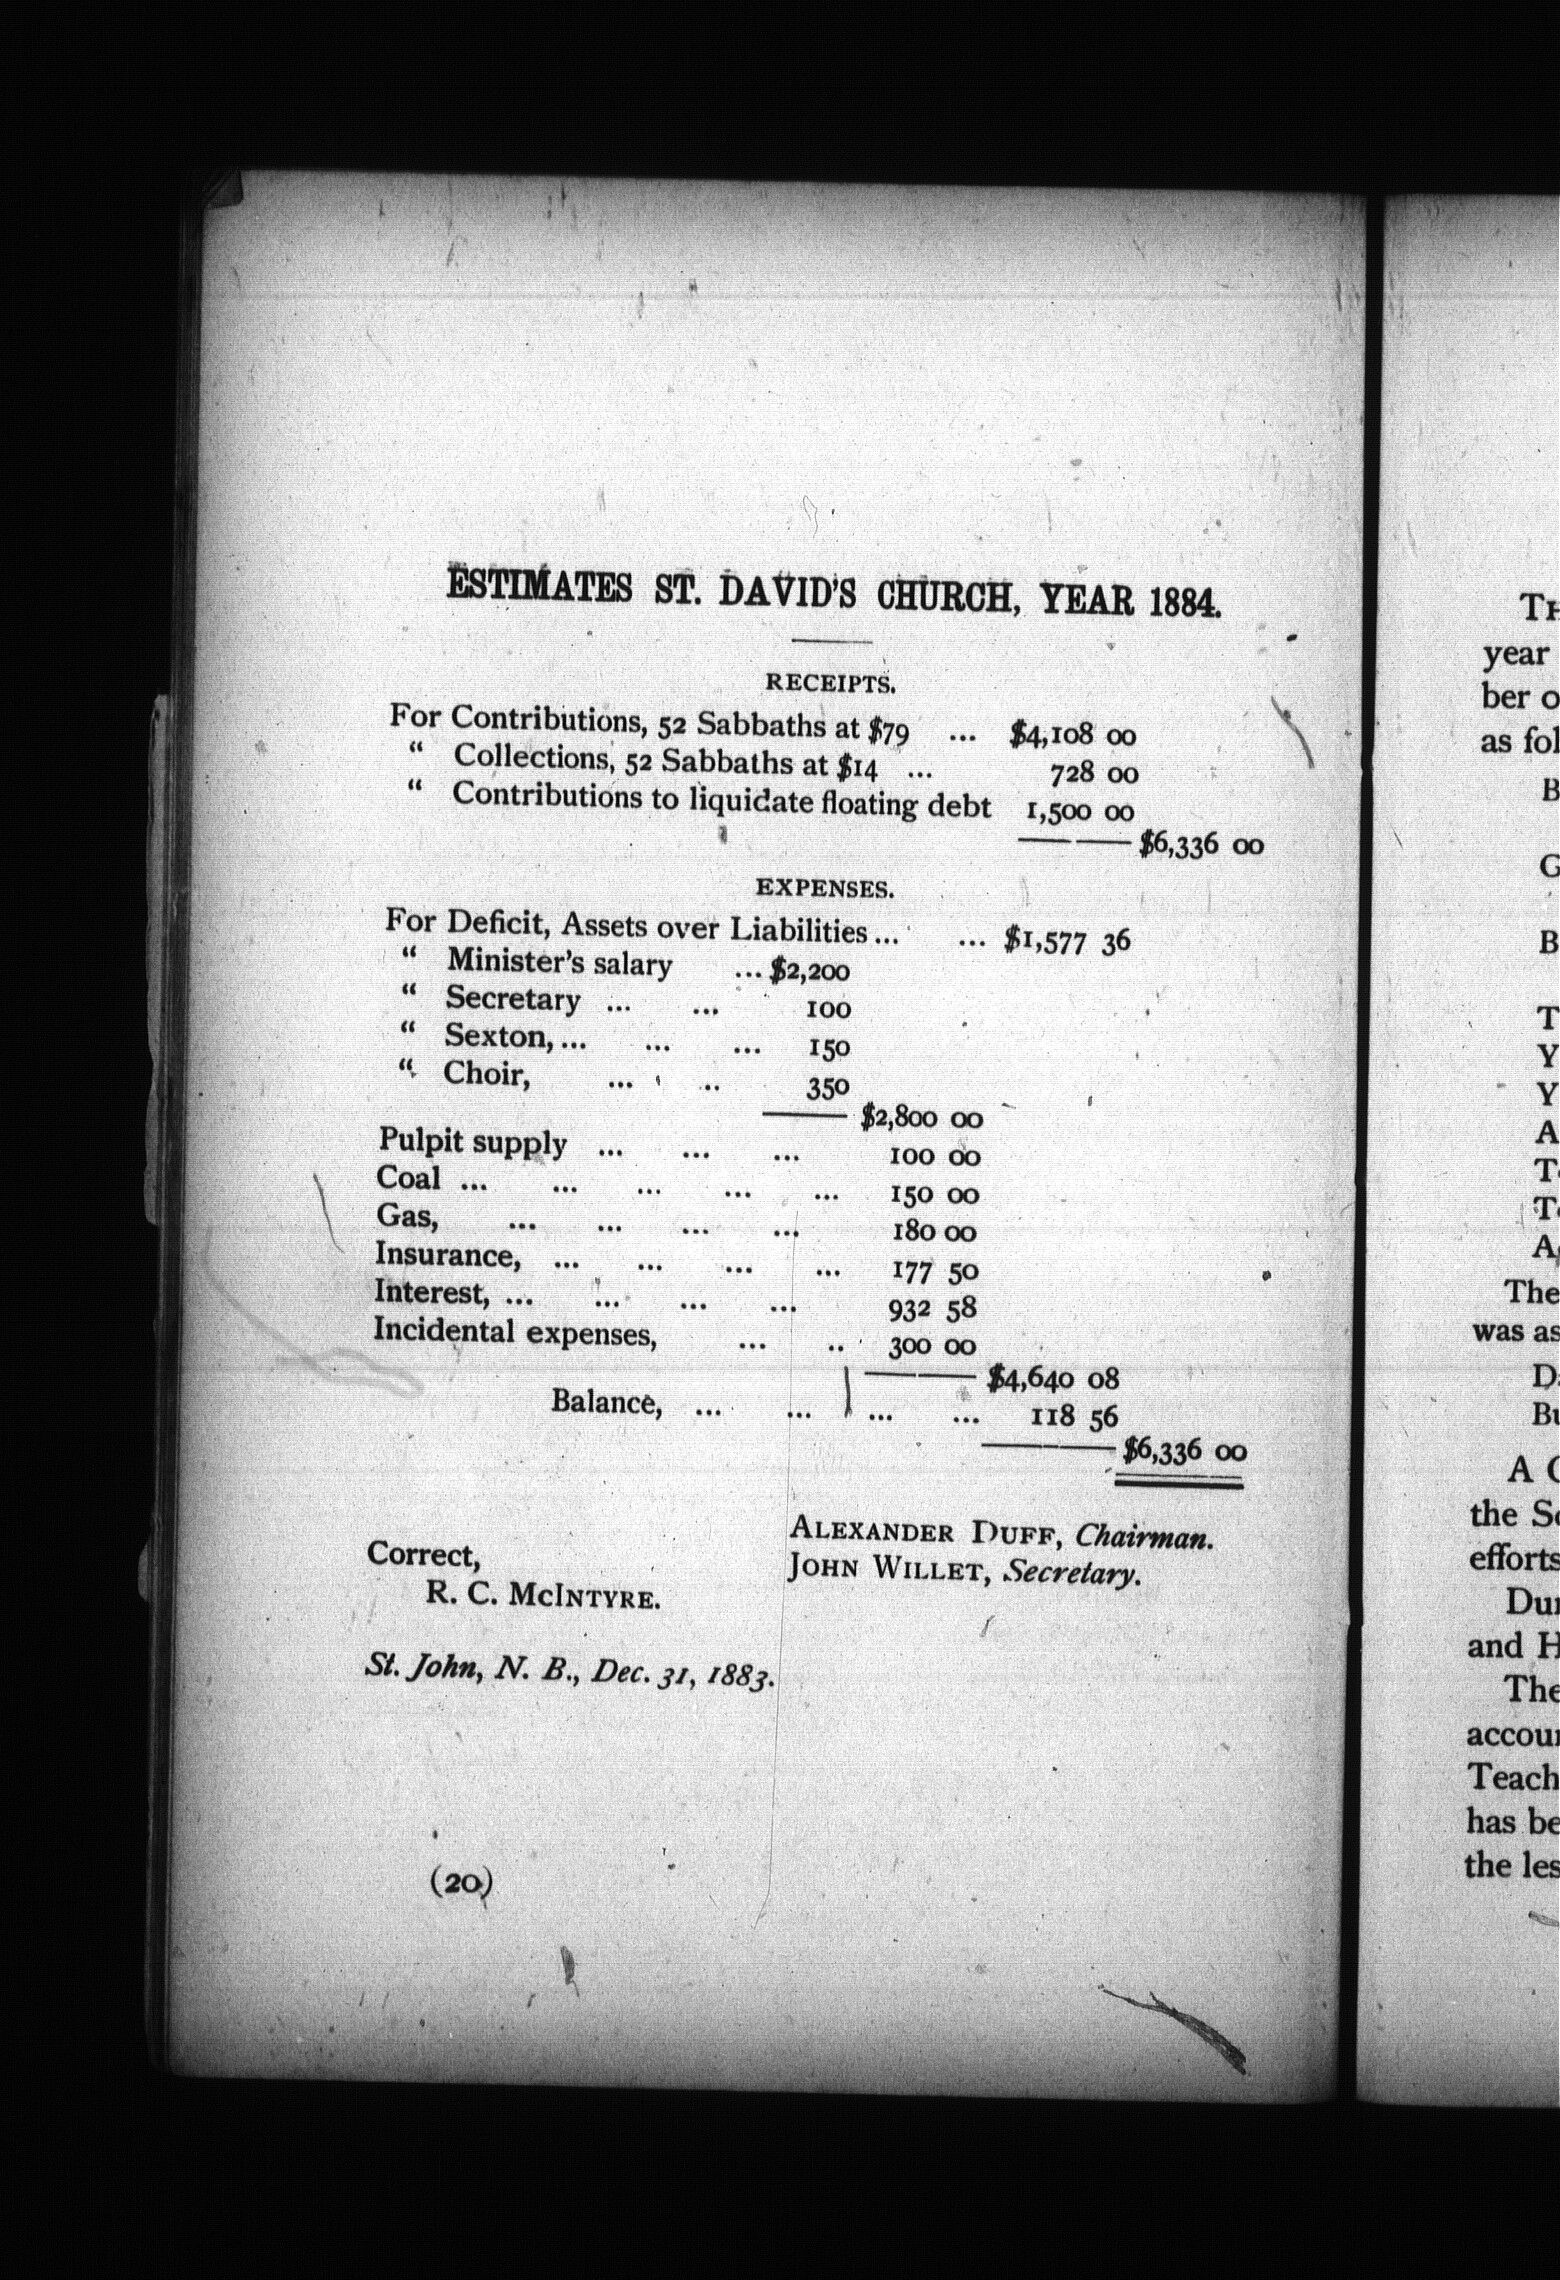 ESTIMATES ST. DAVID'S CHURCH, YEAR 1884.
RECEIPTS.
For Contributions, 52 Sabbaths at $79 ... $4,108 00
“ Collections, 52 Sabbaths at $14 ... 728 00
“ Contributions to liquidate floating debt 1,500 00
$6,336 00
EXPENSES.
For Deficit, Assets over Liabilities ... ... $1,577 36
“ Minister's salary ... $2,200
“ Secretary ... ... 100
“ Sexton, ... ... ... 150
“ Choir, ... .. 350
$2,800 00
Pulpit supply ... ... ... 100 00
Coal ... ... ... ... ... 150 00
Gas, ... ... ... ... 180 00
Insurance, ... ... ... ... 177 50
Interest, ... ... ... ... 932 58
Incidental expenses, ... .. 300 00
$4,640 08
Balance, ... ... ... ... 118 56
$6,336 00
ALEXANDER DUFF, Chairman.
JOHN WILLET, Secretary.
Correct,
R. C. MCINTYRE.
St. John, N. B., Dec. 31, 1883.
(20)
year
ber o
as fol
B
G
B
T
Y
Y
A
The
was as
A
the
efforts
and H
The
Teach
has be
the les